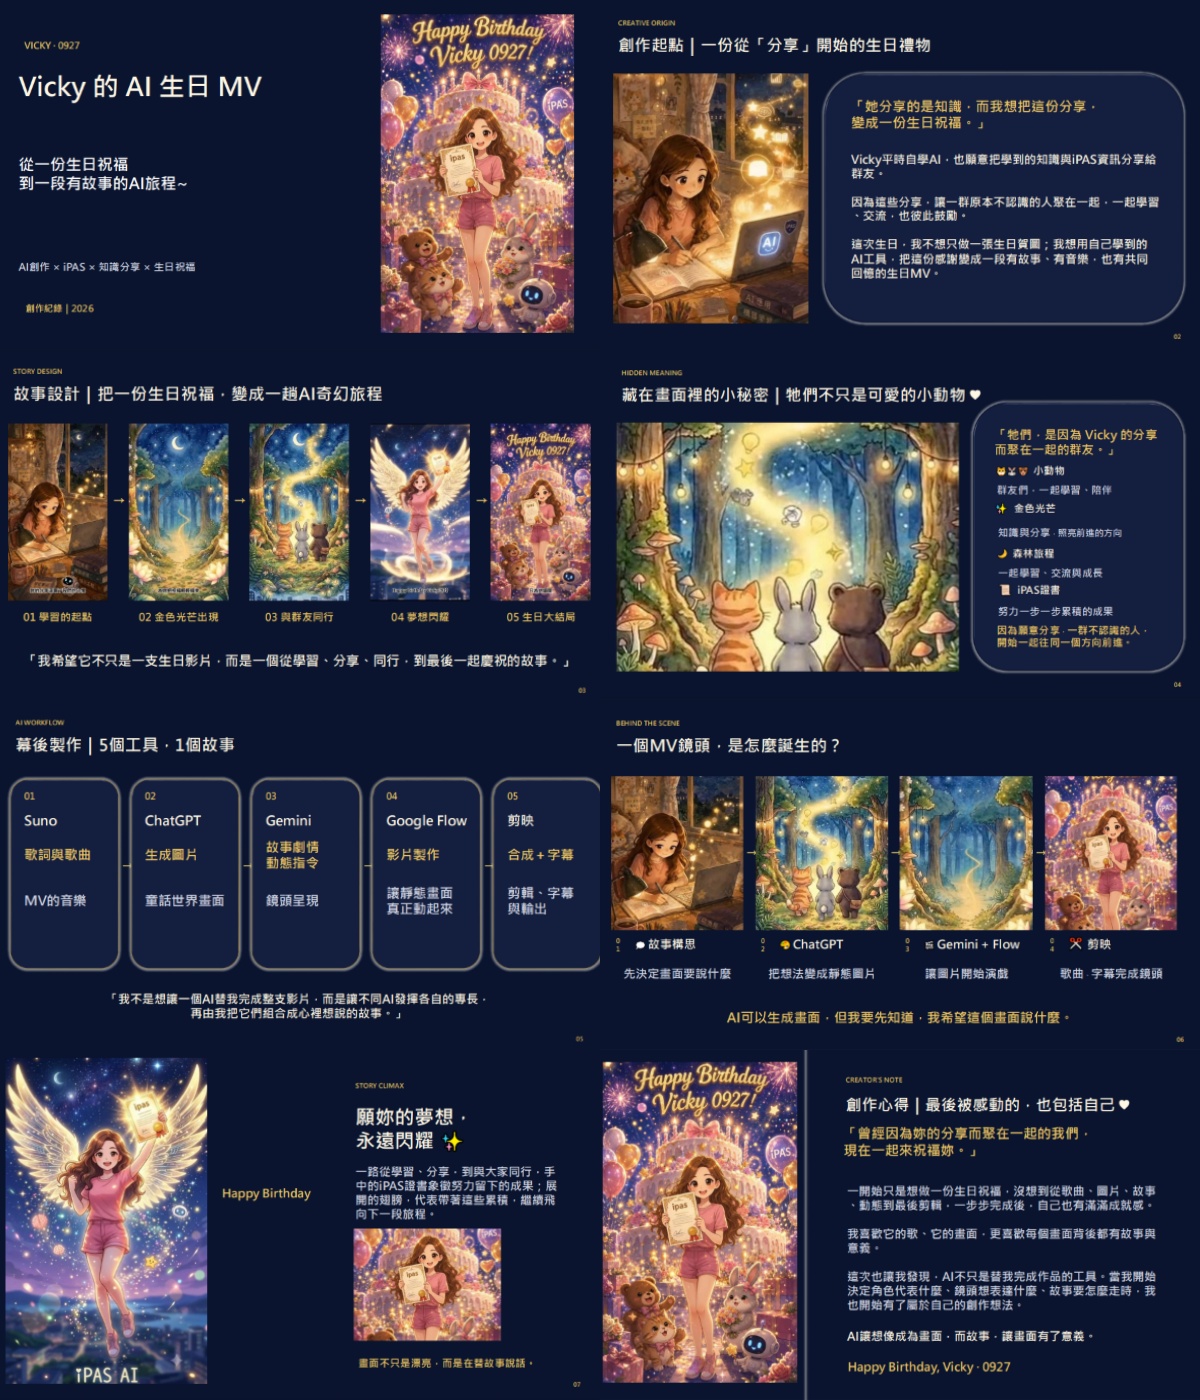 VICKY · 0927
Vicky 的 AI 生日 MV
從一份生日祝福
到一段有故事的AI旅程~
AI創作 × iPAS × 知識分享 × 生日祝福
創作紀錄 | 2026
Happy Birthday
Vicky 0927!
iPAS
ipas
CREATIVE ORIGIN
創作起點 | 一份從「分享」開始的生日禮物
AI
「她分享的是知識，而我想把這份分享，
變成一份生日祝福。」
Vicky平時自學AI，也願意把學到的知識與iPAS資訊分享給
群友。
因為這些分享，讓一群原本不認識的人聚在一起，一起學習
、交流，也彼此鼓勵。
這次生日，我不想只做一張生日賀圖；我想用自己學到的
AI工具，把這份感謝變成一段有故事、有音樂，也有共同
回憶的生日MV。
02
STORY DESIGN
故事設計 | 把一份生日祝福，變成一趟AI奇幻旅程
→
→
→
→
Happy Birthday
Vicky 0927!
01 學習的起點
02 金色光芒出現
03 與群友同行
04 夢想閃耀
05 生日大結局
「我希望它不只是一支生日影片，而是一個從學習、分享、同行，到最後一起慶祝的故事。」
03
HIDDEN MEANING
藏在畫面裡的小秘密 | 牠們不只是可愛的小動物 ♥
「牠們，是因為 Vicky 的分享
而聚在一起的群友。」
🐱🐰🐻 小動物
群友們，一起學習、陪伴
✨ 金色光芒
知識與分享，照亮前進的方向
🌙 森林旅程
一起學習、交流與成長
📜 iPAS證書
努力一步一步累積的成果
因為願意分享，一群不認識的人，
開始一起往同一個方向前進。
04
AI WORKFLOW
幕後製作 | 5個工具，1個故事
01
Suno
歌詞與歌曲
MV的音樂
02
ChatGPT
生成圖片
童話世界畫面
03
Gemini
故事劇情
動態指令
鏡頭呈現
04
Google Flow
影片製作
讓靜態畫面
真正動起來
05
剪映
合成 + 字幕
剪輯、字幕
與輸出
「我不是想讓一個AI替我完成整支影片，而是讓不同AI發揮各自的專長，
再由我把它們組合成心裡想說的故事。」
05
BEHIND THE SCENE
一個MV鏡頭，是怎麼誕生的？
01 💬 故事構思
先決定畫面要說什麼
02 🎨 ChatGPT
把想法變成靜態圖片
03 Gemini + Flow
讓圖片開始演戲
04 ✂ 剪映
歌曲、字幕完成鏡頭
AI可以生成畫面，但我要先知道，我希望這個畫面說什麼。
06
ipas
iPAS AI
Happy Birthday
STORY CLIMAX
願妳的夢想，
永遠閃耀 ✨
一路從學習、分享，到與大家同行，手
中的iPAS證書象徵努力留下的成果；展
開的翅膀，代表帶著這些累積，繼續飛
向下一段旅程。
ipas
畫面不只是漂亮，而是在替故事說話。
07
Happy Birthday
Vicky 0927!
iPAS
ipas
CREATOR'S NOTE
創作心得 | 最後被感動的，也包括自己 ♥
「曾經因為妳的分享而聚在一起的我們，
現在一起來祝福妳。」
一開始只是想做一份生日祝福，沒想到從歌曲、圖片、故事
、動態到最後剪輯，一步步完成後，自己也有滿滿成就感。
我喜歡它的歌、它的畫面，更喜歡每個畫面背後都有故事與
意義。
這次也讓我發現，AI不只是替我完成作品的工具。當我開始
決定角色代表什麼、鏡頭想表達什麼、故事要怎麼走時，我
也開始有了屬於自己的創作想法。
AI讓想像成為畫面，而故事，讓畫面有了意義。
Happy Birthday, Vicky · 0927